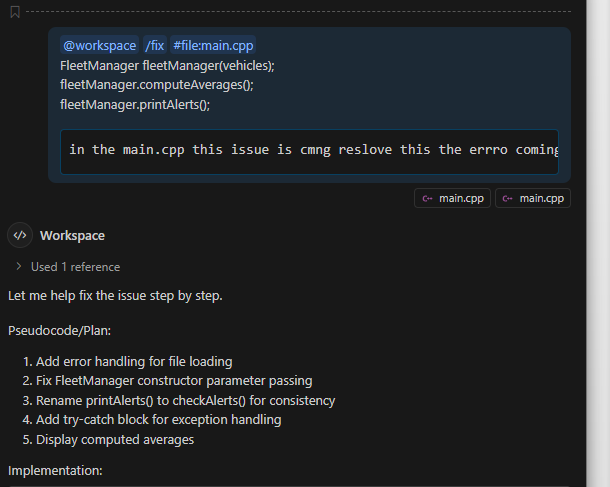 @workspace /fix #file:main.cpp
FleetManager fleetManager(vehicles);
fleetManager.computeAverages();
fleetManager.printAlerts();
in the main.cpp this issue is cmng reslove this the errro coming
main.cpp main.cpp
Workspace
Used 1 reference
Let me help fix the issue step by step.
Pseudocode/Plan:
1. Add error handling for file loading
2. Fix FleetManager constructor parameter passing
3. Rename printAlerts() to checkAlerts() for consistency
4. Add try-catch block for exception handling
5. Display computed averages
Implementation: